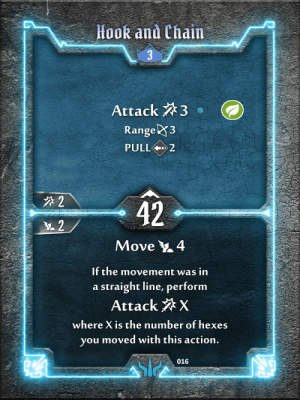 Hook and Chain
3
Attack 3
Range 3
PULL 2
2
42
2
Move 4
If the movement was in
a straight line, perform
Attack X
where X is the number of hexes
you moved with this action.
016